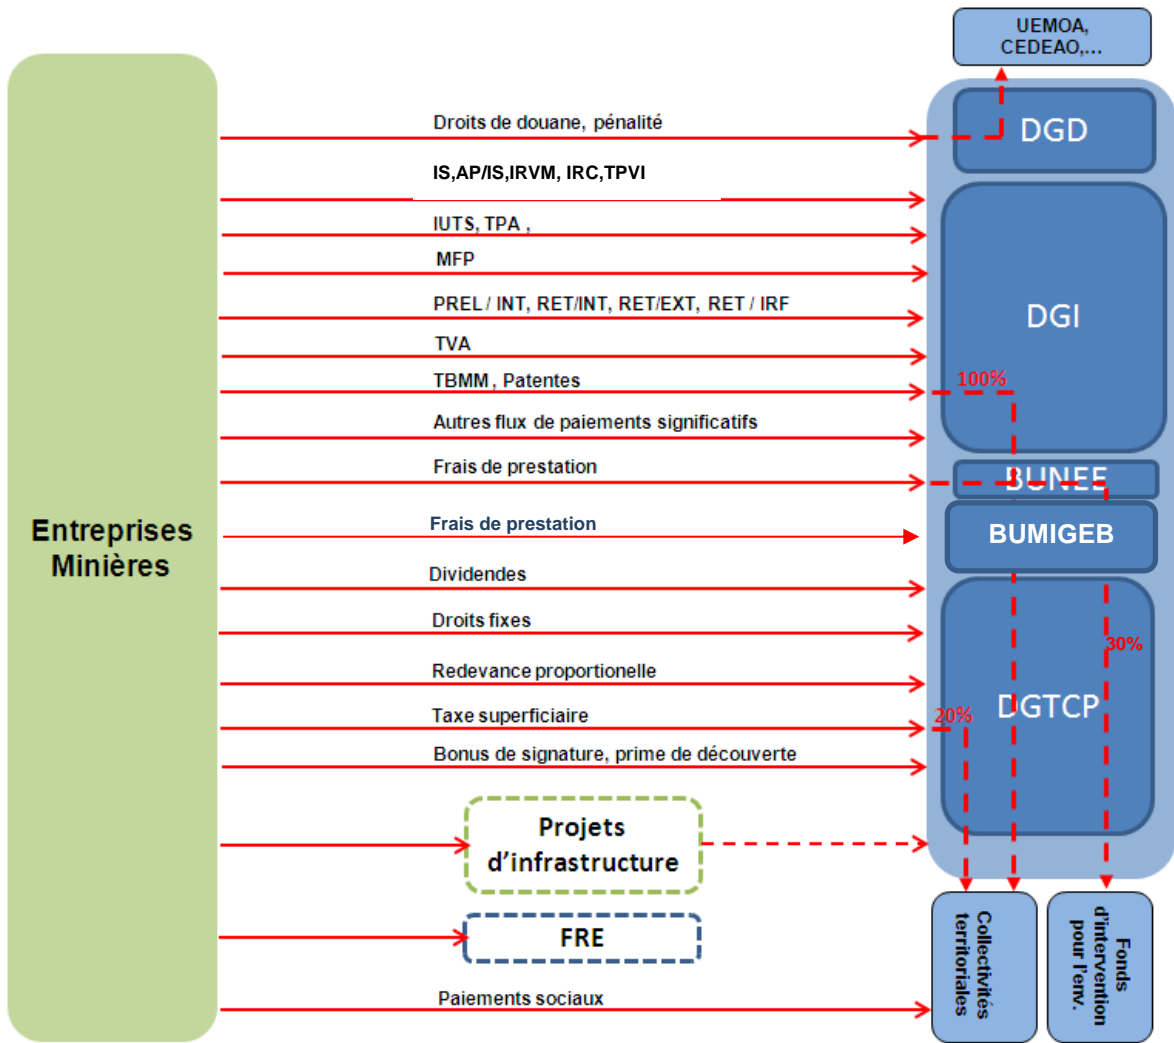 UEMOA,
CEDEAO,...
Droits de douane, pénalité
DGD
IS,AP/IS,IRVM, IRC,TPVI
IUTS, TPA ,
MFP
PREL / INT, RET/INT, RET/EXT, RET / IRF
DGI
TVA
TBMM , Patentes
100%
Autres flux de paiements significatifs
Frais de prestation
BUNEE
Entreprises
Minières
Frais de prestation
BUMIGEB
Dividendes
Droits fixes
30%
Redevance proportionelle
Taxe superficiaire
20%
DGTCP
Bonus de signature, prime de découverte
Projets
d'infrastructure
FRE
Paiements sociaux
Collectivités
territoriales
Fonds
d'intervention
pour l'env.